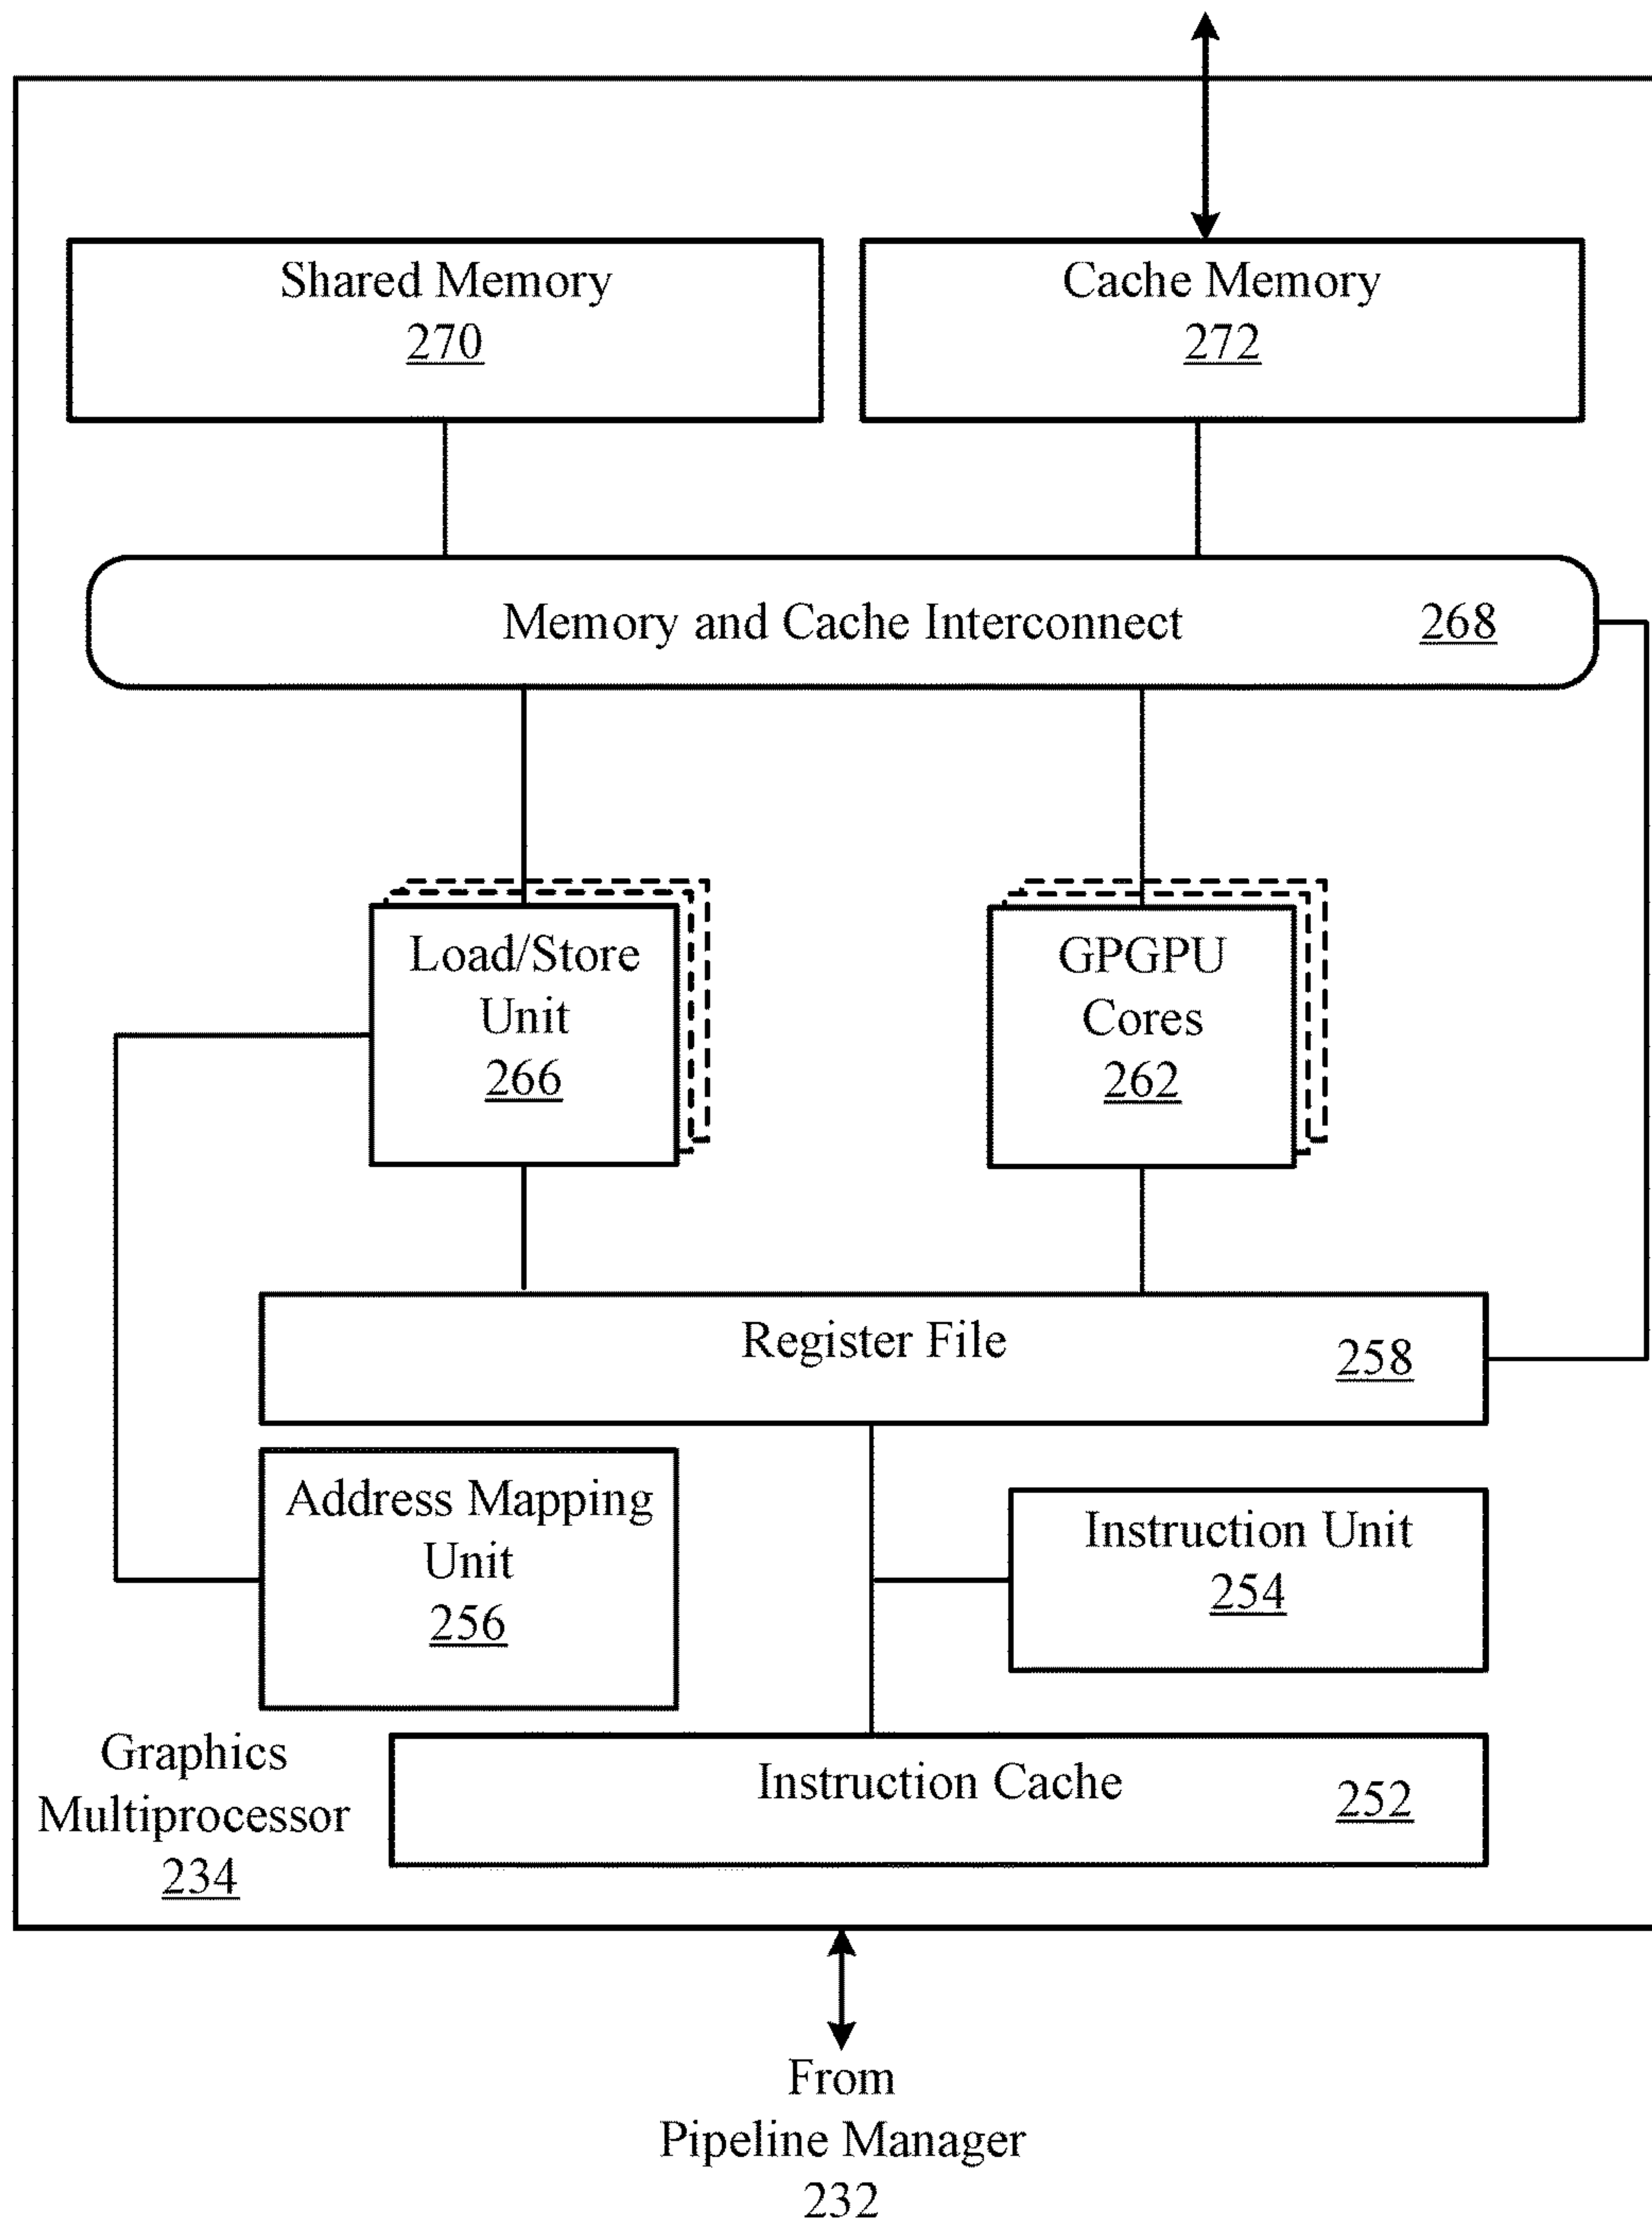 Shared Memory
270
Cache Memory
272
Memory and Cache Interconnect 268
Load/Store
Unit
266
GPGPU
Cores
262
Register File 258
Address Mapping
Unit
256
Instruction Unit
254
Graphics
Multiprocessor
234
Instruction Cache 252
From
Pipeline Manager
232